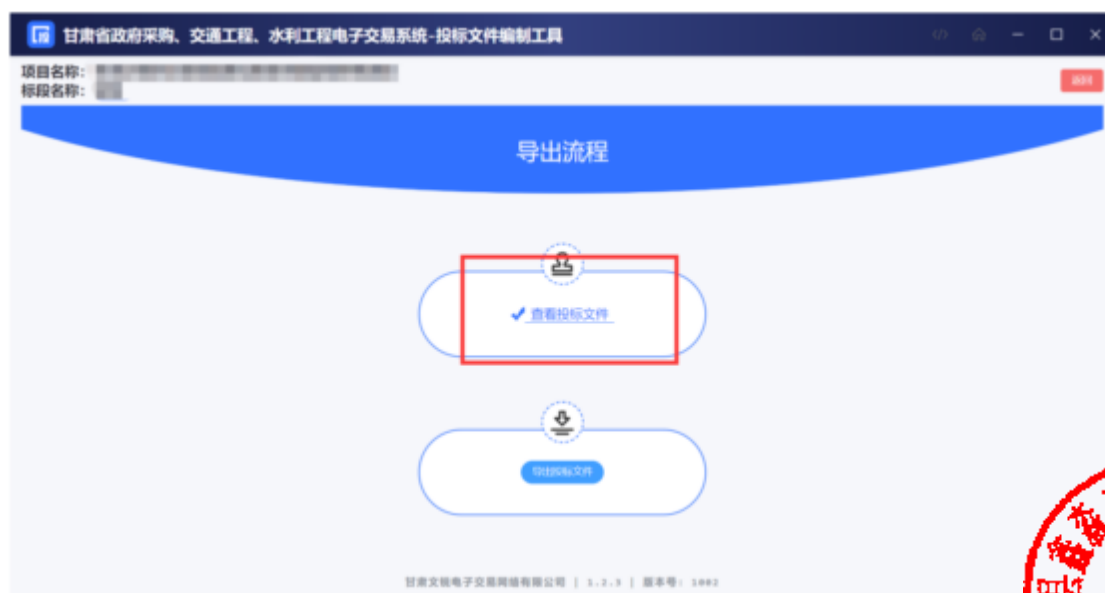 甘肃省政府采购、交通工程、水利工程电子交易系统-投标文件编制工具
项目名称：
标段名称：
返回
导出流程
查看投标文件
导出投标文件
甘肃文锐电子交易网络有限公司 | 1.2.3 | 版本号: 1002